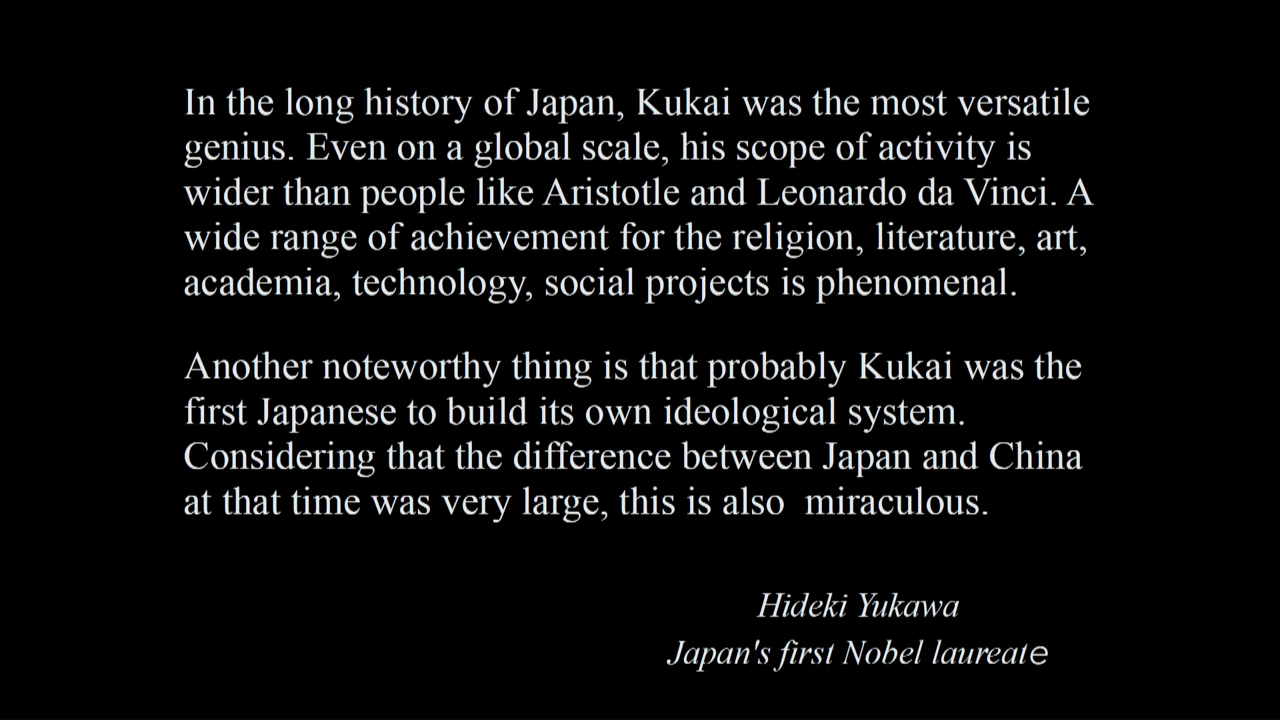 In the long history of Japan, Kukai was the most versatile
genius. Even on a global scale, his scope of activity is
wider than people like Aristotle and Leonardo da Vinci. A
wide range of achievement for the religion, literature, art,
academia, technology, social projects is phenomenal.
Another noteworthy thing is that probably Kukai was the
first Japanese to build its own ideological system.
Considering that the difference between Japan and China
at that time was very large, this is also  miraculous.
Hideki Yukawa
Japan's first Nobel laureate